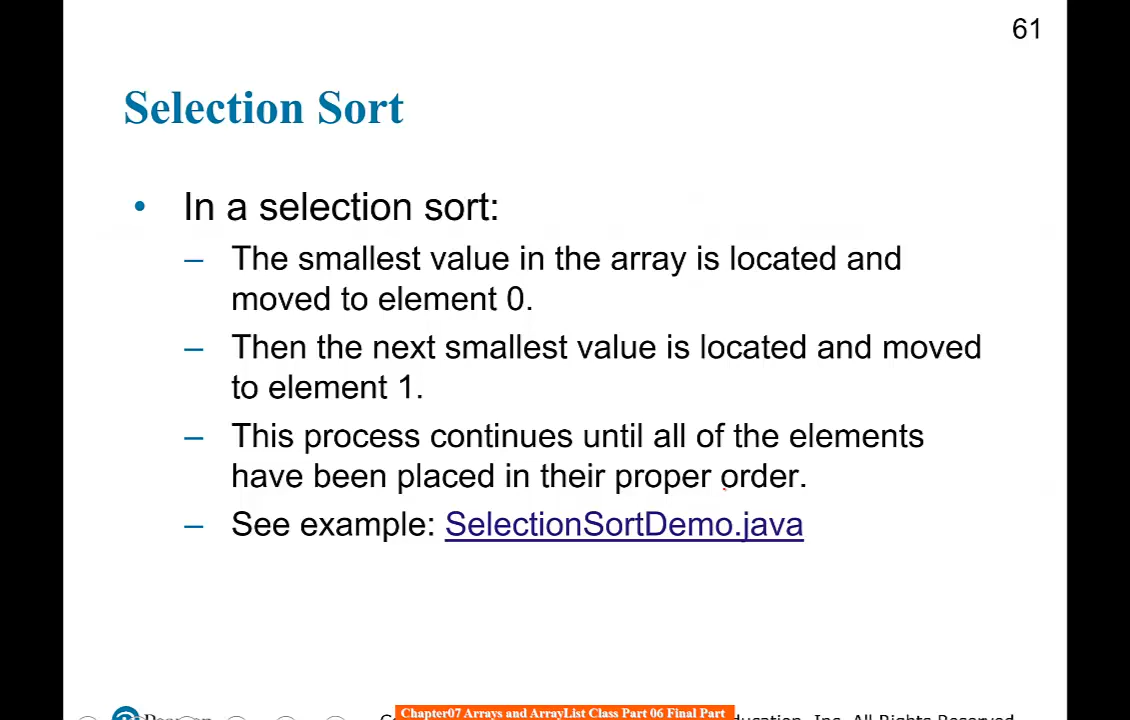 61
Selection Sort
• In a selection sort:
– The smallest value in the array is located and
moved to element 0.
– Then the next smallest value is located and moved
to element 1.
– This process continues until all of the elements
have been placed in their proper order.
– See example: SelectionSortDemo.java
Chapter07 Arrays and ArrayList Class Part 06 Final Part
Inc. All Rights Reserved